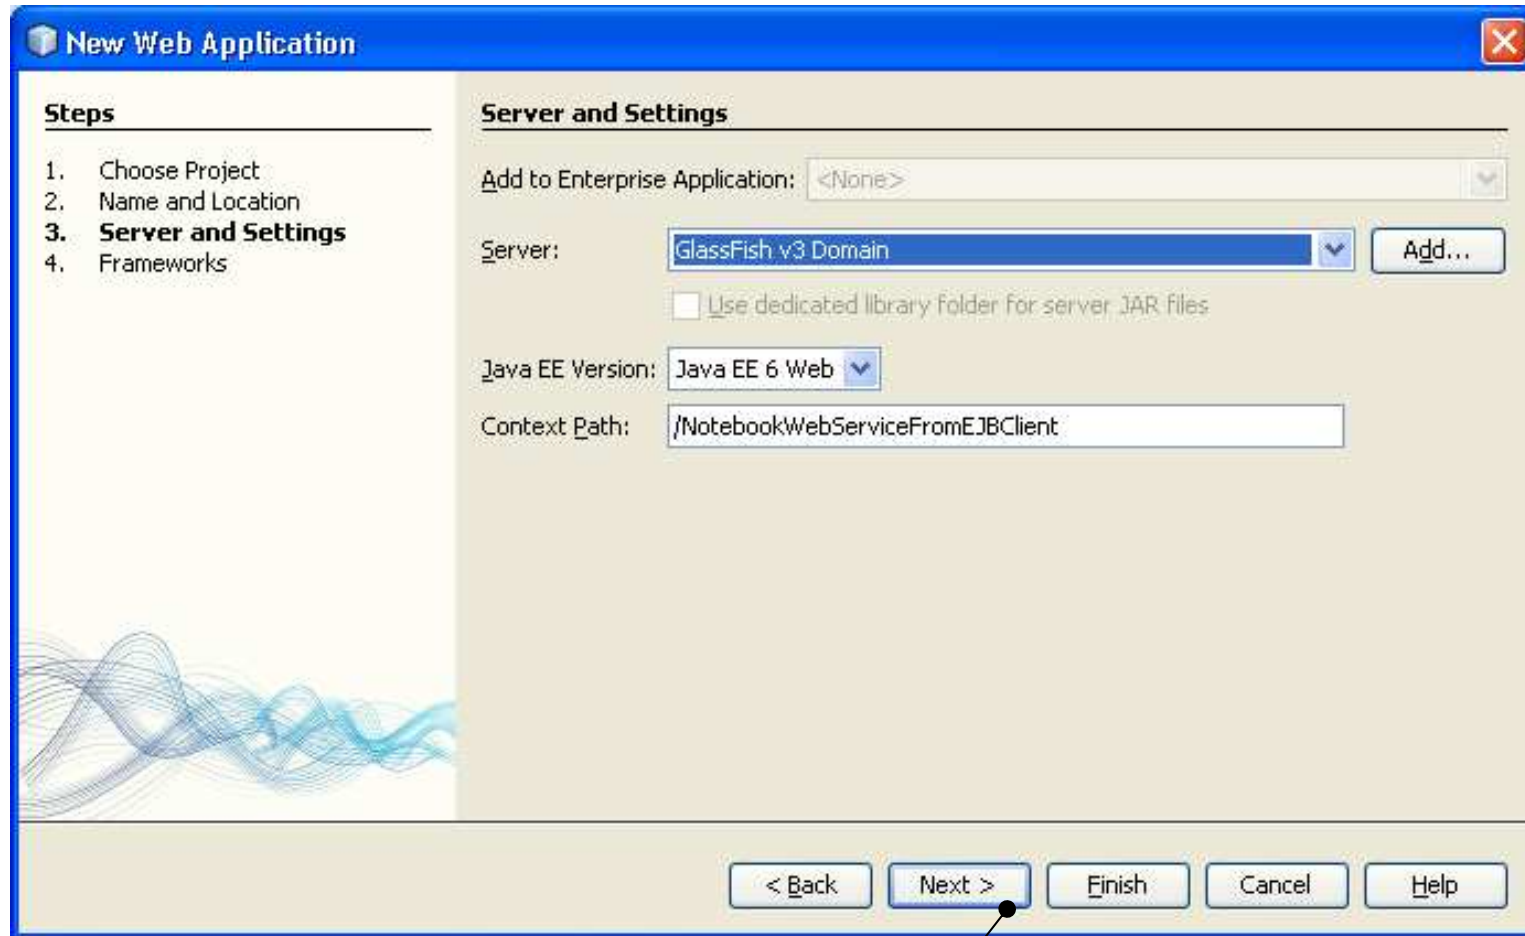 New Web Application
Steps
1. Choose Project
2. Name and Location
3. Server and Settings
4. Frameworks
Server and Settings
Add to Enterprise Application: <None>
Server: GlassFish v3 Domain Add...
Use dedicated library folder for server JAR files
Java EE Version: Java EE 6 Web
Context Path: /NotebookWebServiceFromEJBClient
< Back Next > Finish Cancel Help